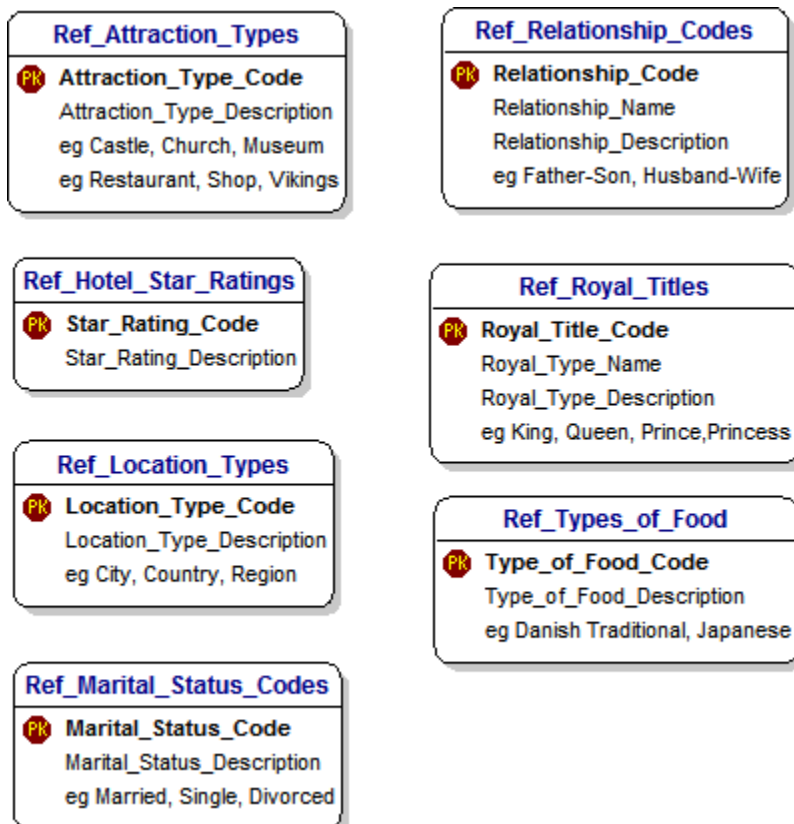 Ref_Attraction_Types
PK Attraction_Type_Code
Attraction_Type_Description
eg Castle, Church, Museum
eg Restaurant, Shop, Vikings
Ref_Hotel_Star_Ratings
PK Star_Rating_Code
Star_Rating_Description
Ref_Location_Types
PK Location_Type_Code
Location_Type_Description
eg City, Country, Region
Ref_Marital_Status_Codes
PK Marital_Status_Code
Marital_Status_Description
eg Married, Single, Divorced
Ref_Relationship_Codes
PK Relationship_Code
Relationship_Name
Relationship_Description
eg Father-Son, Husband-Wife
Ref_Royal_Titles
PK Royal_Title_Code
Royal_Type_Name
Royal_Type_Description
eg King, Queen, Prince,Princess
Ref_Types_of_Food
PK Type_of_Food_Code
Type_of_Food_Description
eg Danish Traditional, Japanese